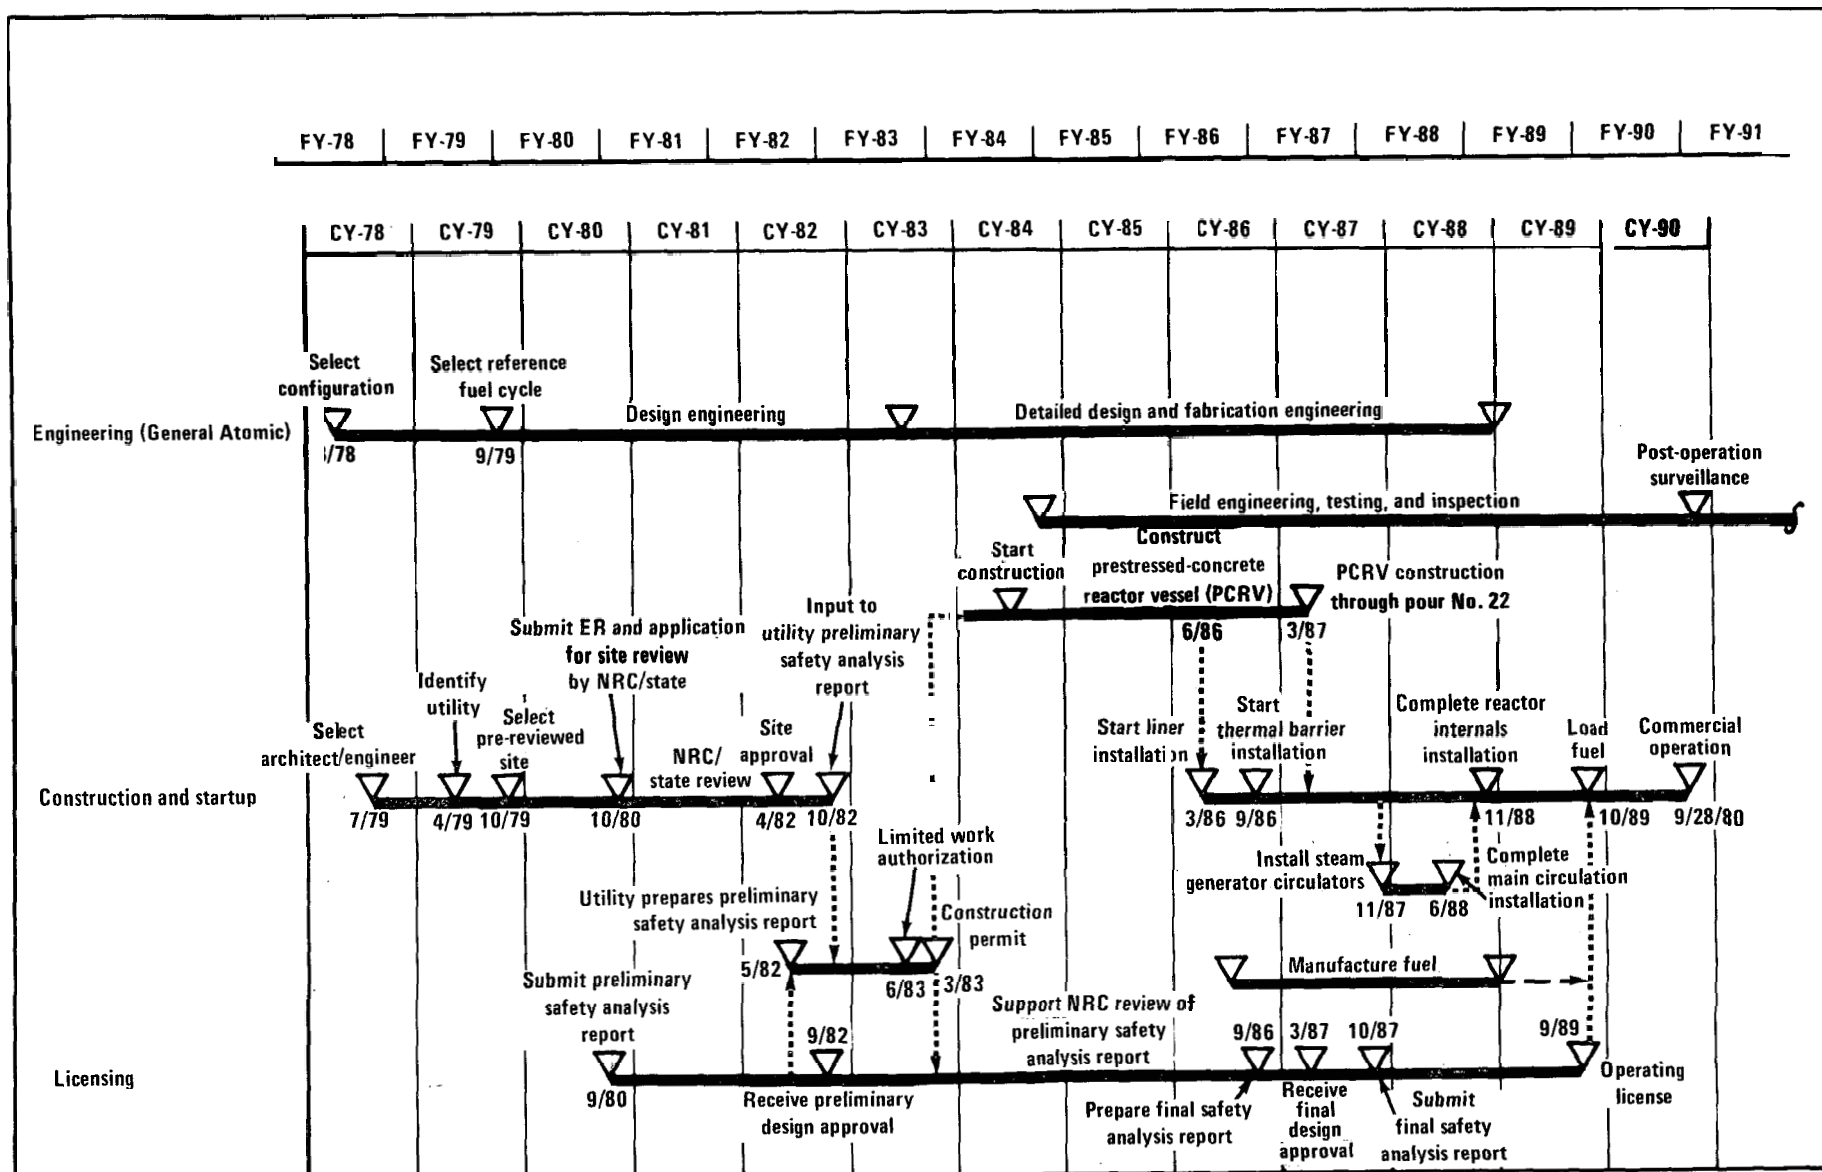 FY-78 FY-79 FY-80 FY-81 FY-82 FY-83 FY-84 FY-85 FY-86 FY-87 FY-88 FY-89 FY-90 FY-91
CY-78 CY-79 CY-80 CY-81 CY-82 CY-83 CY-84 CY-85 CY-86 CY-87 CY-88 CY-89 CY-90
Engineering (General Atomic)
Select
configuration
/78
Select reference
fuel cycle
9/79
Design engineering
Detailed design and fabrication engineering
Field engineering, testing, and inspection
Post-operation
surveillance
Start
construction
Construct
prestressed-concrete
reactor vessel (PCRV)
6/86
3/87
PCRV construction
through pour No. 22
Construction and startup
Select
architect/engineer
7/79
Identify
utility
4/79
Select
pre-reviewed
site
10/79
Submit ER and application
for site review
by NRC/state
10/80
NRC/
state review
Site
approval
4/82
Input to
utility preliminary
safety analysis
report
10/82
Start liner
installation
3/86
Start
thermal barrier
installation
9/86
Complete reactor
internals
installation
11/88
Load
fuel
10/89
Commercial
operation
9/28/80
Install steam
generator circulators
11/87
6/88
Complete
main circulation
installation
Utility prepares preliminary
safety analysis report
5/82
Limited work
authorization
6/83
Construction
permit
3/83
Manufacture fuel
Licensing
Submit preliminary
safety analysis
report
9/80
9/82
Receive preliminary
design approval
Support NRC review of
preliminary safety
analysis report
9/86
Prepare final safety
analysis report
3/87
Receive
final
design
approval
10/87
Submit
final safety
analysis report
9/89
Operating
license